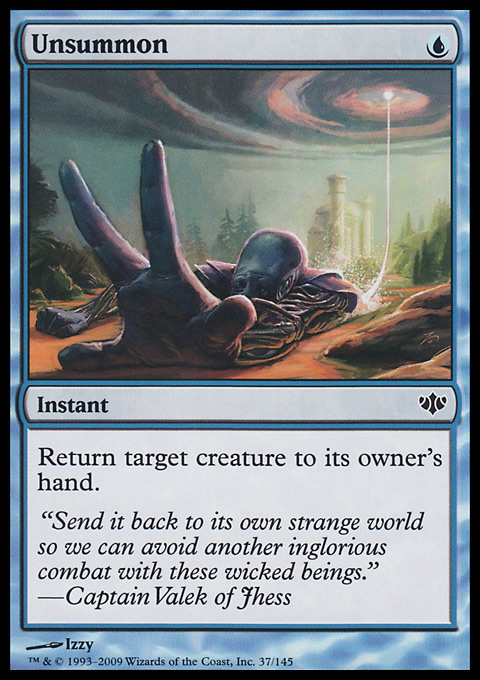 Unsummon
Instant
Return target creature to its owner's
hand.
“Send it back to its own strange world
so we can avoid another inglorious
combat with these wicked beings.”
—Captain Valek of Jhess
Izzy
™ & © 1993–2009 Wizards of the Coast, Inc. 37/145